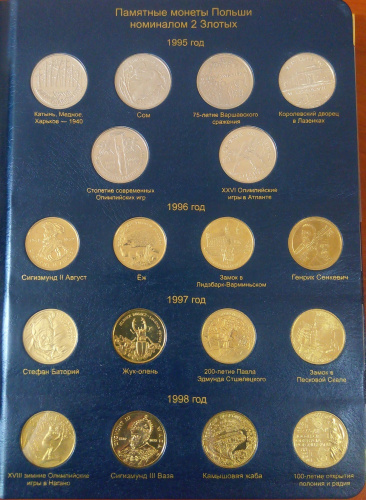 Памятные монеты Польши
номиналом 2 Злотых
1995 год
Катынь, Медное,
Харьков — 1940
Сом
75-летие Варшавского
сражения
Королевский дворец
в Лазенках
Столетие современных
Олимпийских игр
XXVI Олимпийские
игры в Атланте
1996 год
Сигизмунд II Август
Еж
Замок в
Лидзбарк-Варминьском
Генрик Сенкевич
1997 год
Стефан Баторий
Жук-олень
200-летие Павла
Эдмунда Стшелецкого
Замок в
Песковой Скале
1998 год
XVIII зимние Олимпийские
игры в Нагано
Сигизмунд III Ваза
Камышовая жаба
100-летие открытия
полония и радия